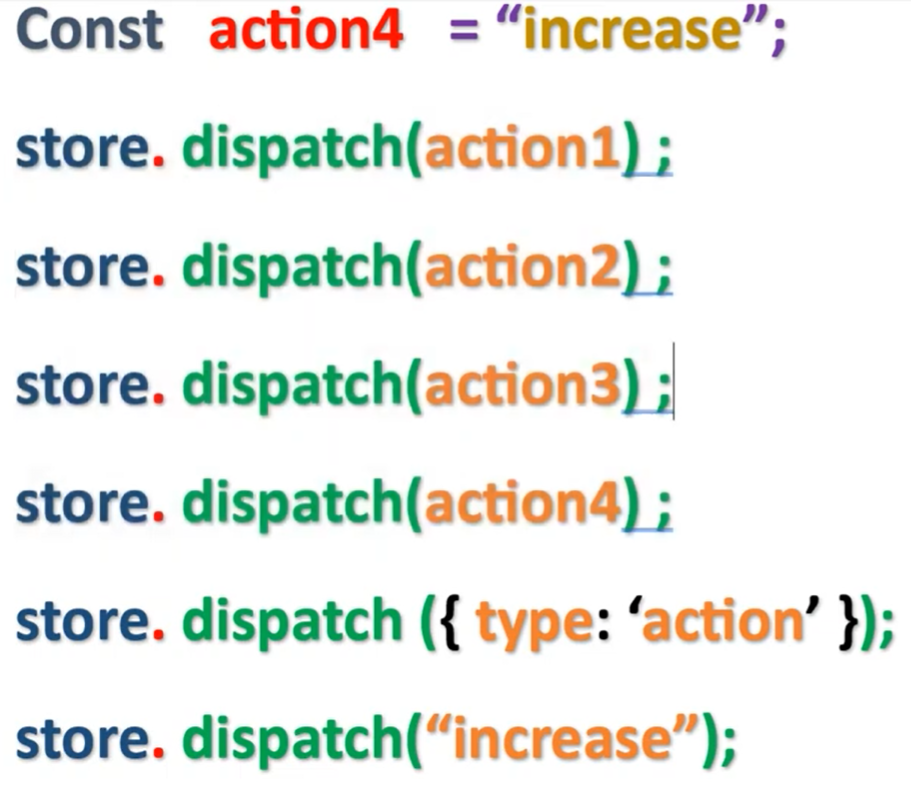 Const action4 = “increase”;
store. dispatch(action1) ;
store. dispatch(action2) ;
store. dispatch(action3) ;
store. dispatch(action4) ;
store. dispatch ({ type: ‘action’ });
store. dispatch(“increase”);